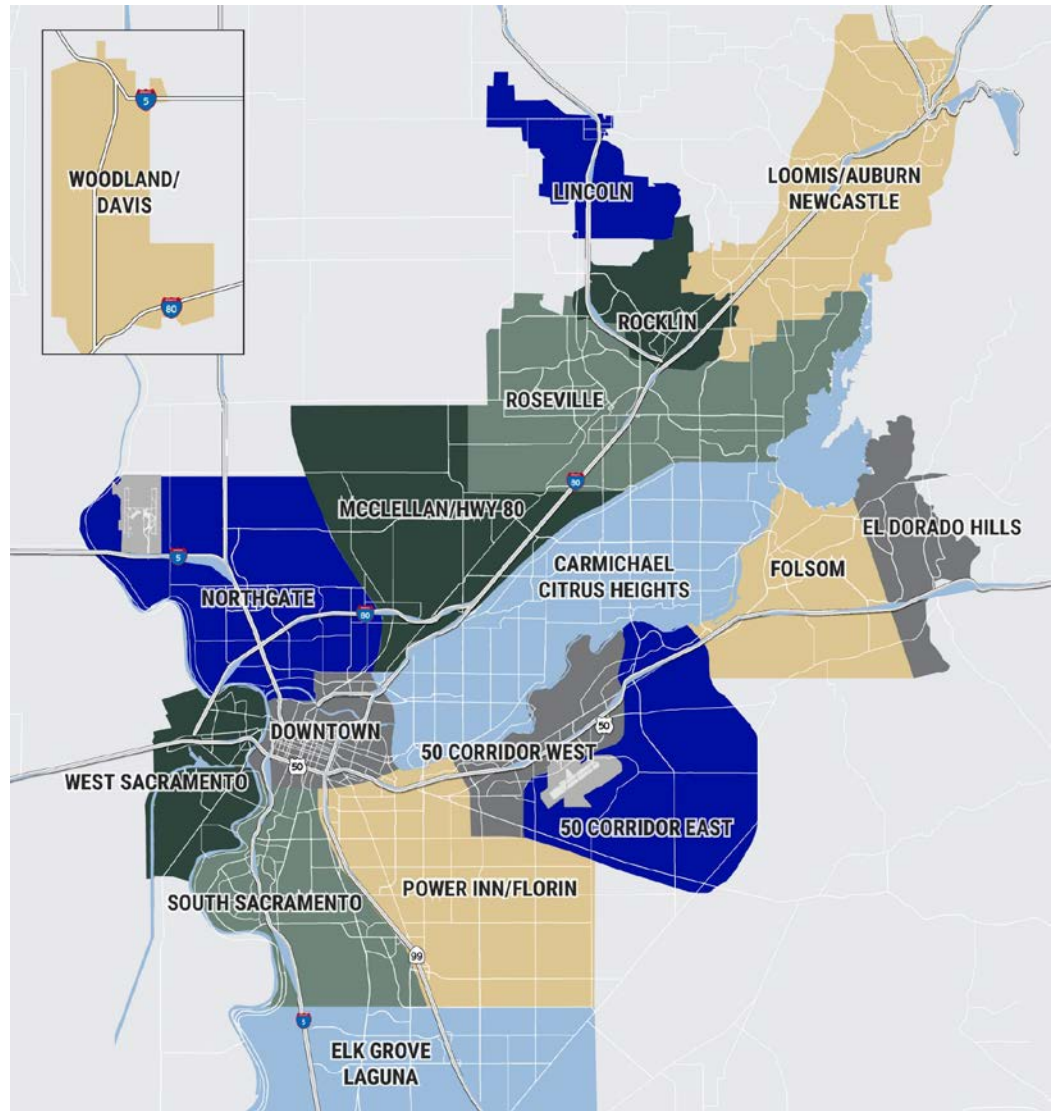 5
WOODLAND/
DAVIS
80
LINCOLN
LOOMIS/AUBURN
NEWCASTLE
ROCKLIN
ROSEVILLE
80
MCCLELLAN/HWY 80
EL DORADO HILLS
5
CARMICHAEL
CITRUS HEIGHTS
FOLSOM
NORTHGATE
80
DOWNTOWN
50
50 CORRIDOR WEST
50
WEST SACRAMENTO
50 CORRIDOR EAST
POWER INN/FLORIN
SOUTH SACRAMENTO
99
5
ELK GROVE
LAGUNA